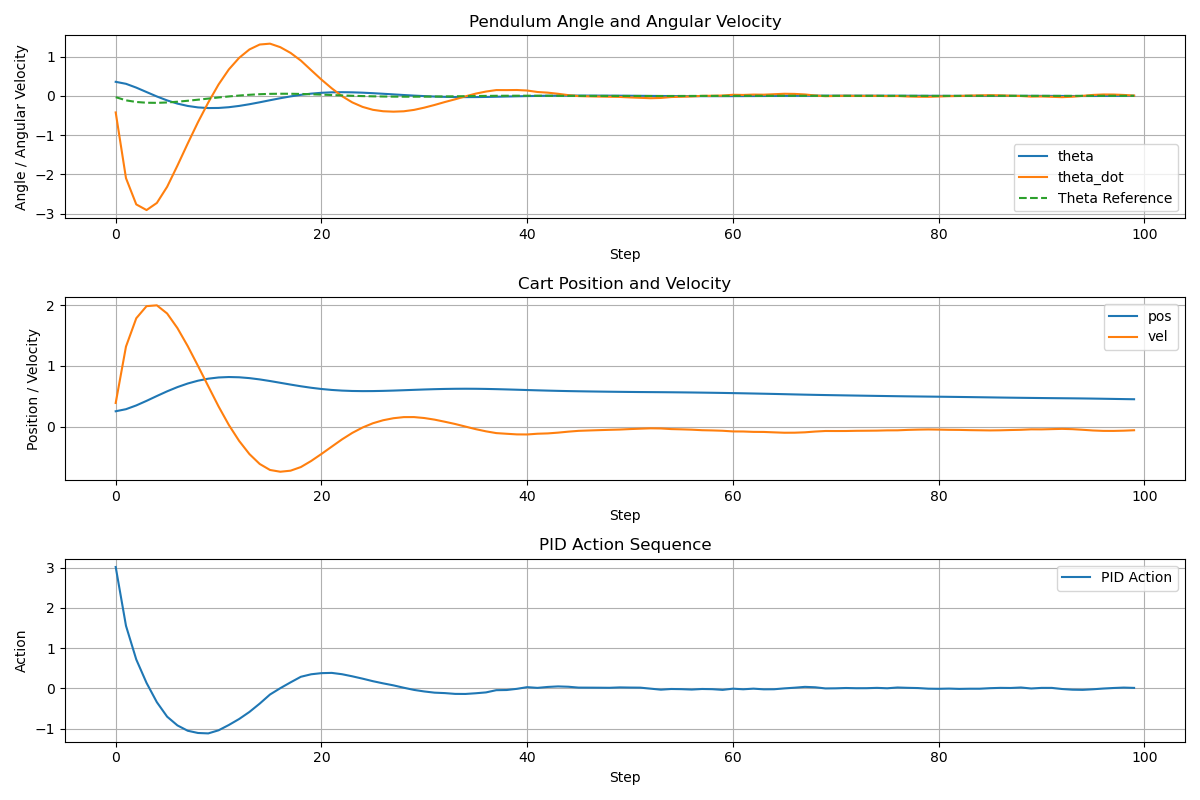 Pendulum Angle and Angular Velocity
Angle / Angular Velocity
1
0
−1
−2
−3
theta
theta_dot
Theta Reference
0 20 40 60 80 100
Step
Cart Position and Velocity
Position / Velocity
2
1
0
pos
vel
0 20 40 60 80 100
Step
PID Action Sequence
Action
3
2
1
0
−1
PID Action
0 20 40 60 80 100
Step